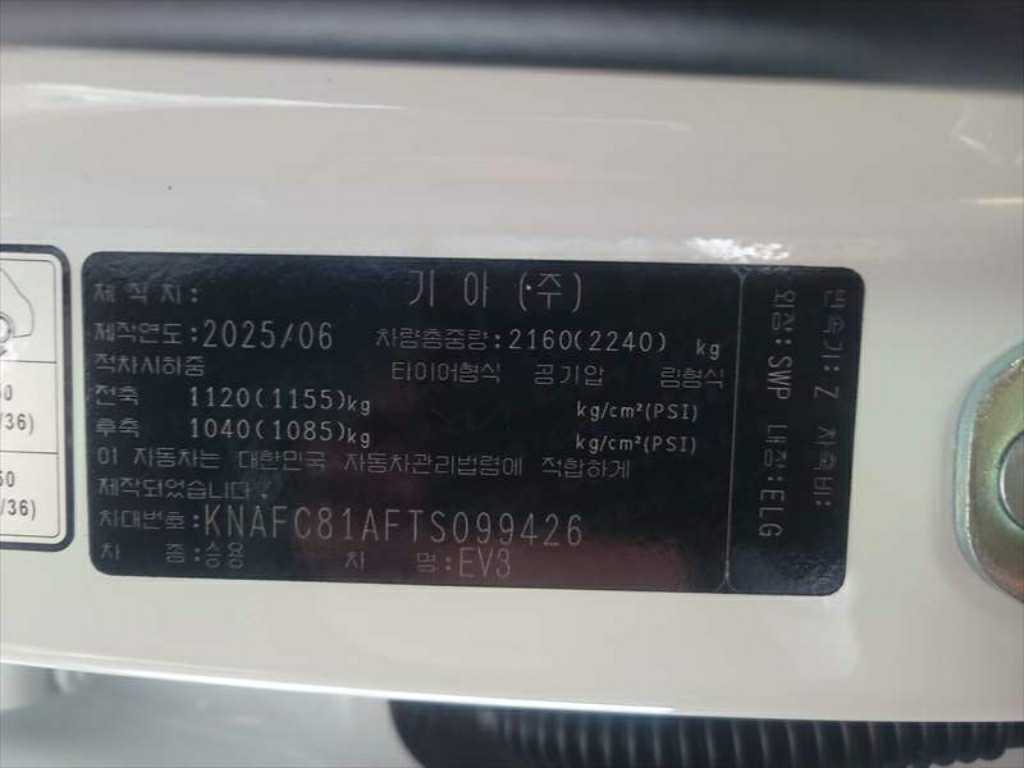 제 작 자 : 기 아 (주)
제작연도 : 2025/06 차량총중량 : 2160(2240) kg
적차시하중 타이어형식 공기압 림형식
전축 1120(1155)kg kg/cm²(PSI)
후축 1040(1085)kg kg/cm²(PSI)
이 자동차는 대한민국 자동차관리법령에 적합하게
제작되었습니다.
차대번호 : KNAFC81AFTS099426
차 종 : 승용 차 명 : EV3
변속기 : Z 감속비 :
외장 : SWP 내장 : ELG
50
/36)
50
/36)